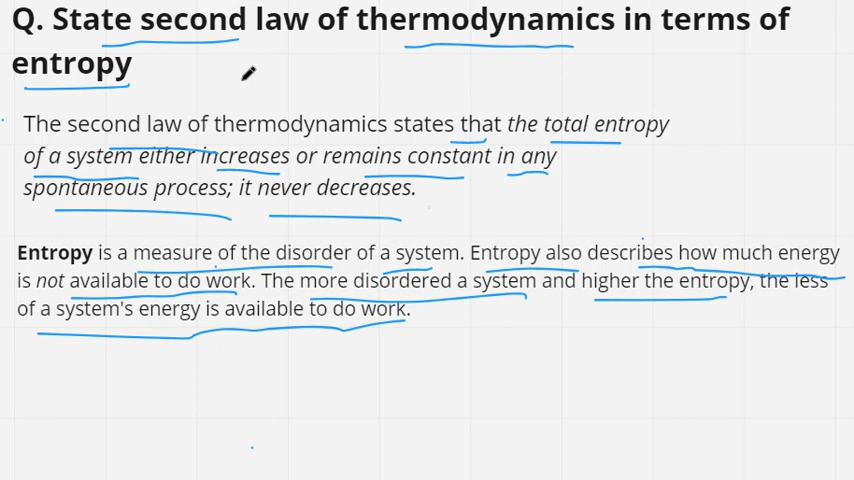 Q. State second law of thermodynamics in terms of
entropy
The second law of thermodynamics states that the total entropy
of a system either increases or remains constant in any
spontaneous process; it never decreases.
Entropy is a measure of the disorder of a system. Entropy also describes how much energy
is not available to do work. The more disordered a system and higher the entropy, the less
of a system's energy is available to do work.